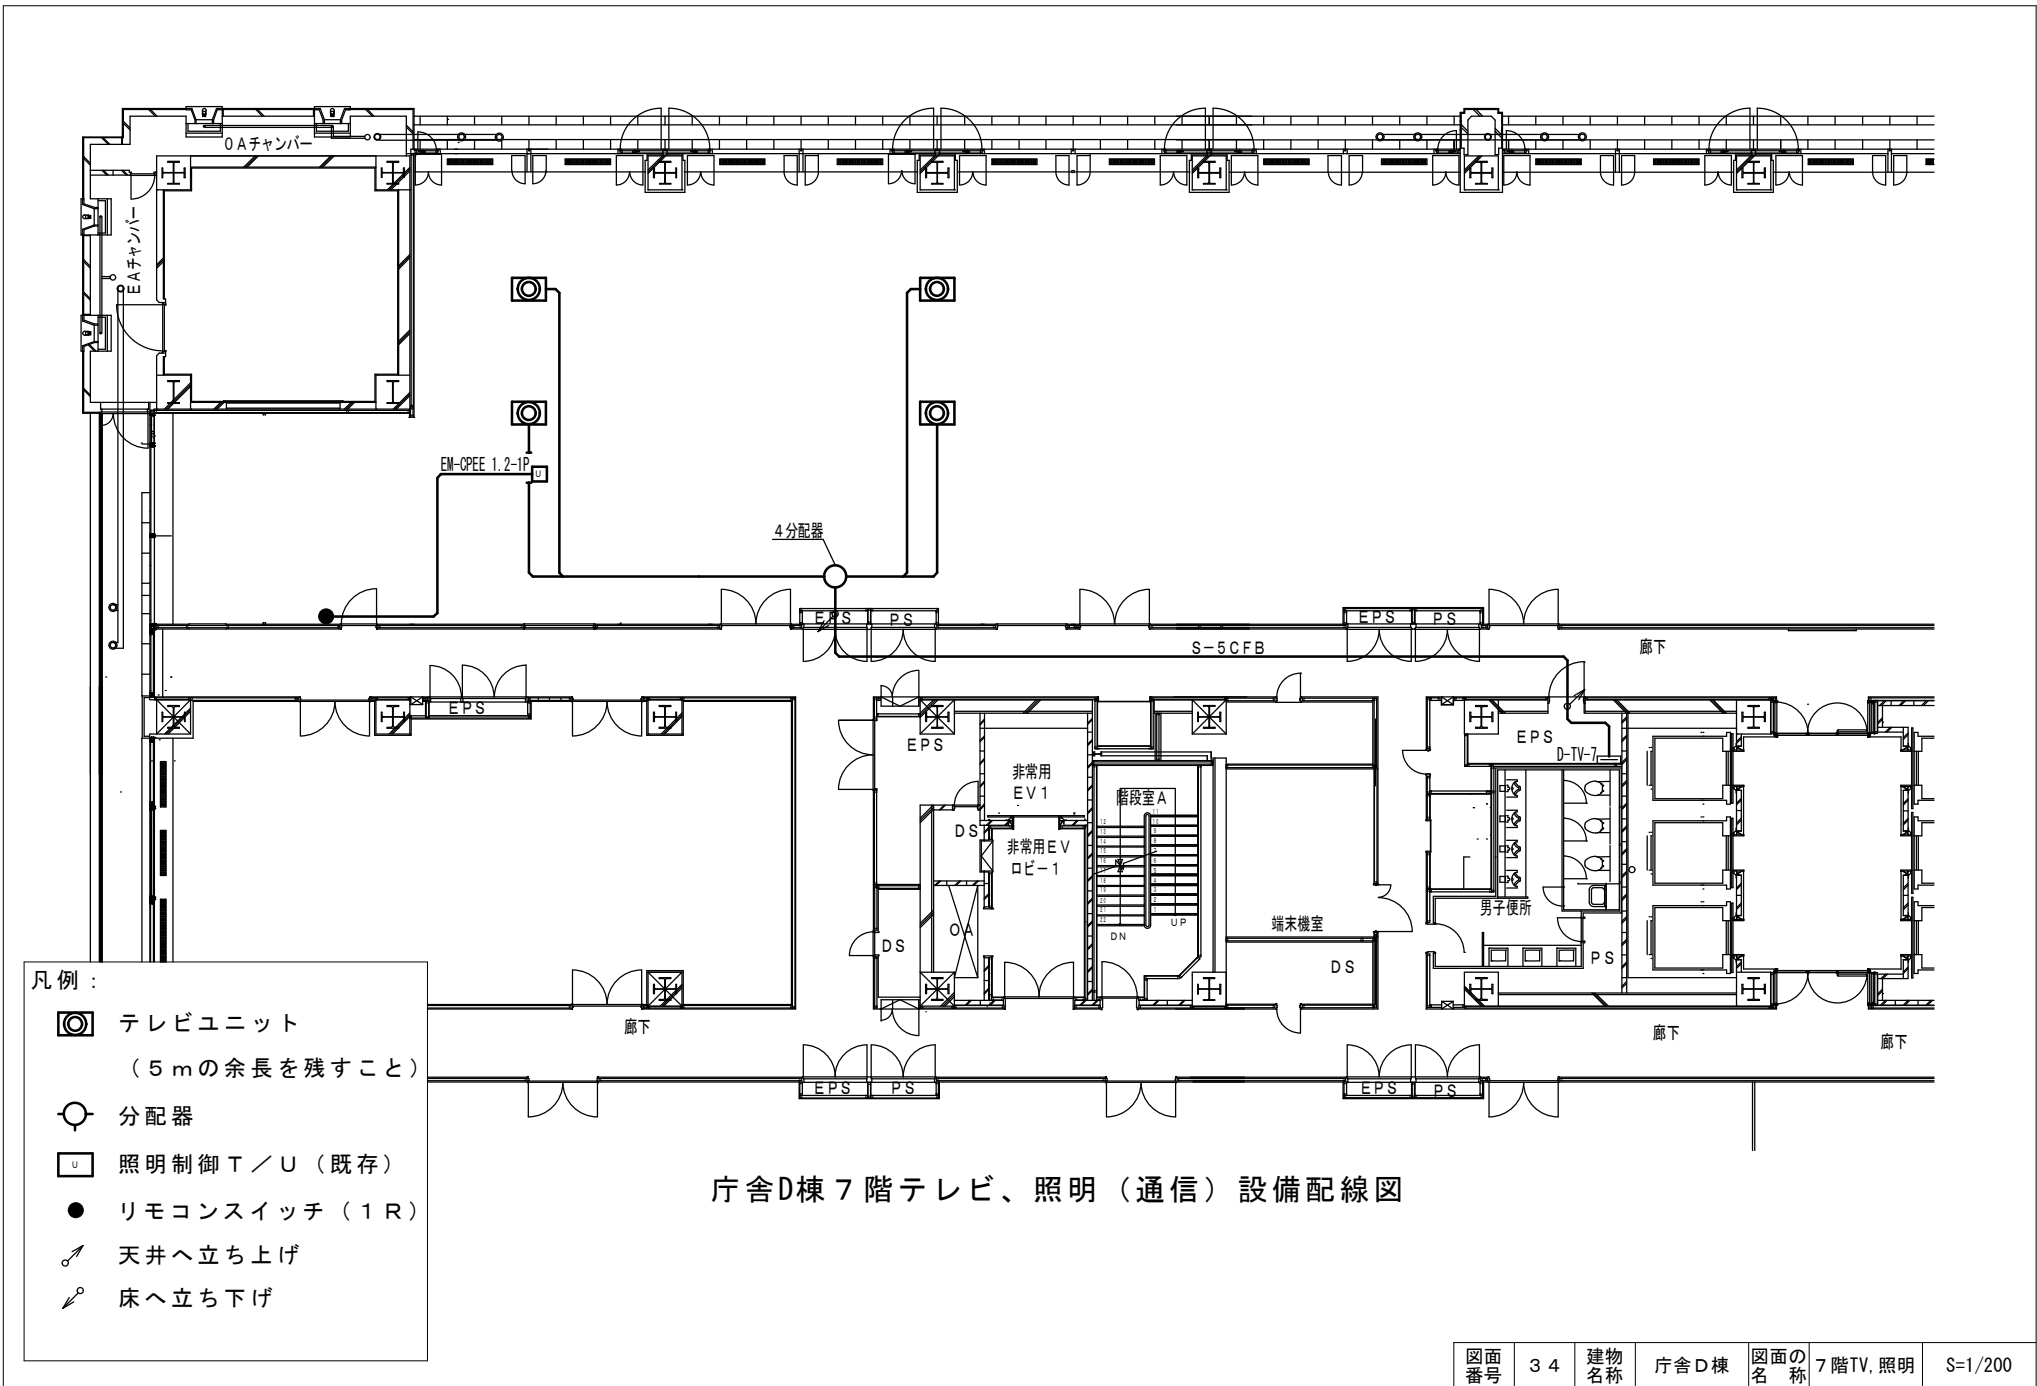 OAチャンバー
EAチャンバー
EM-CPEE 1.2-1P
U
4分配器
EPS
PS
EPS
PS
S-5CFB
廊下
EPS
EPS
EPS
D-TV-7
非常用
EV1
階段室A
DS
非常用EV
ロビー1
OA
DS
DN
UP
端末機室
DS
男子便所
PS
廊下
廊下
廊下
EPS
PS
EPS
PS
凡例：
テレビユニット
（5mの余長を残すこと）
分配器
U
照明制御T／U（既存）
リモコンスイッチ（1R）
天井へ立ち上げ
床へ立ち下げ
庁舎D棟7階テレビ、照明（通信）設備配線図
図面番号
34
建物名称
庁舎D棟
図面の名称
7階TV,照明
S=1/200